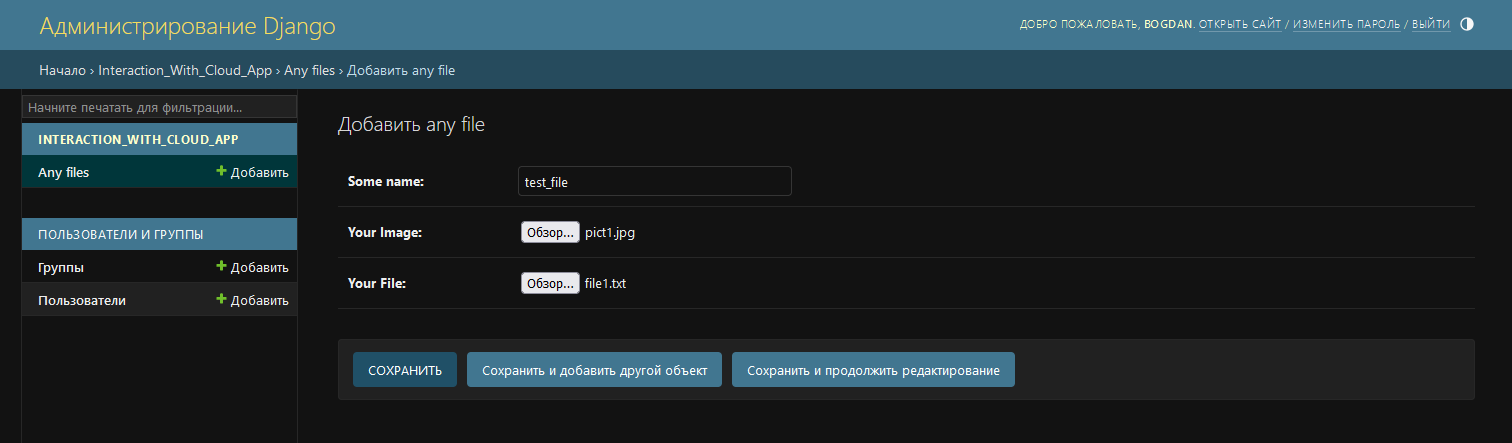 Администрирование Django
ДОБРО ПОЖАЛОВАТЬ, BOGDAN. ОТКРЫТЬ САЙТ / ИЗМЕНИТЬ ПАРОЛЬ / ВЫЙТИ
Начало › Interaction_With_Cloud_App › Any files › Добавить any file
Начните печатать для фильтрации...
INTERACTION_WITH_CLOUD_APP
Any files Добавить
ПОЛЬЗОВАТЕЛИ И ГРУППЫ
Группы Добавить
Пользователи Добавить
Добавить any file
Some name: test_file
Your Image: Обзор... pict1.jpg
Your File: Обзор... file1.txt
СОХРАНИТЬ Сохранить и добавить другой объект Сохранить и продолжить редактирование